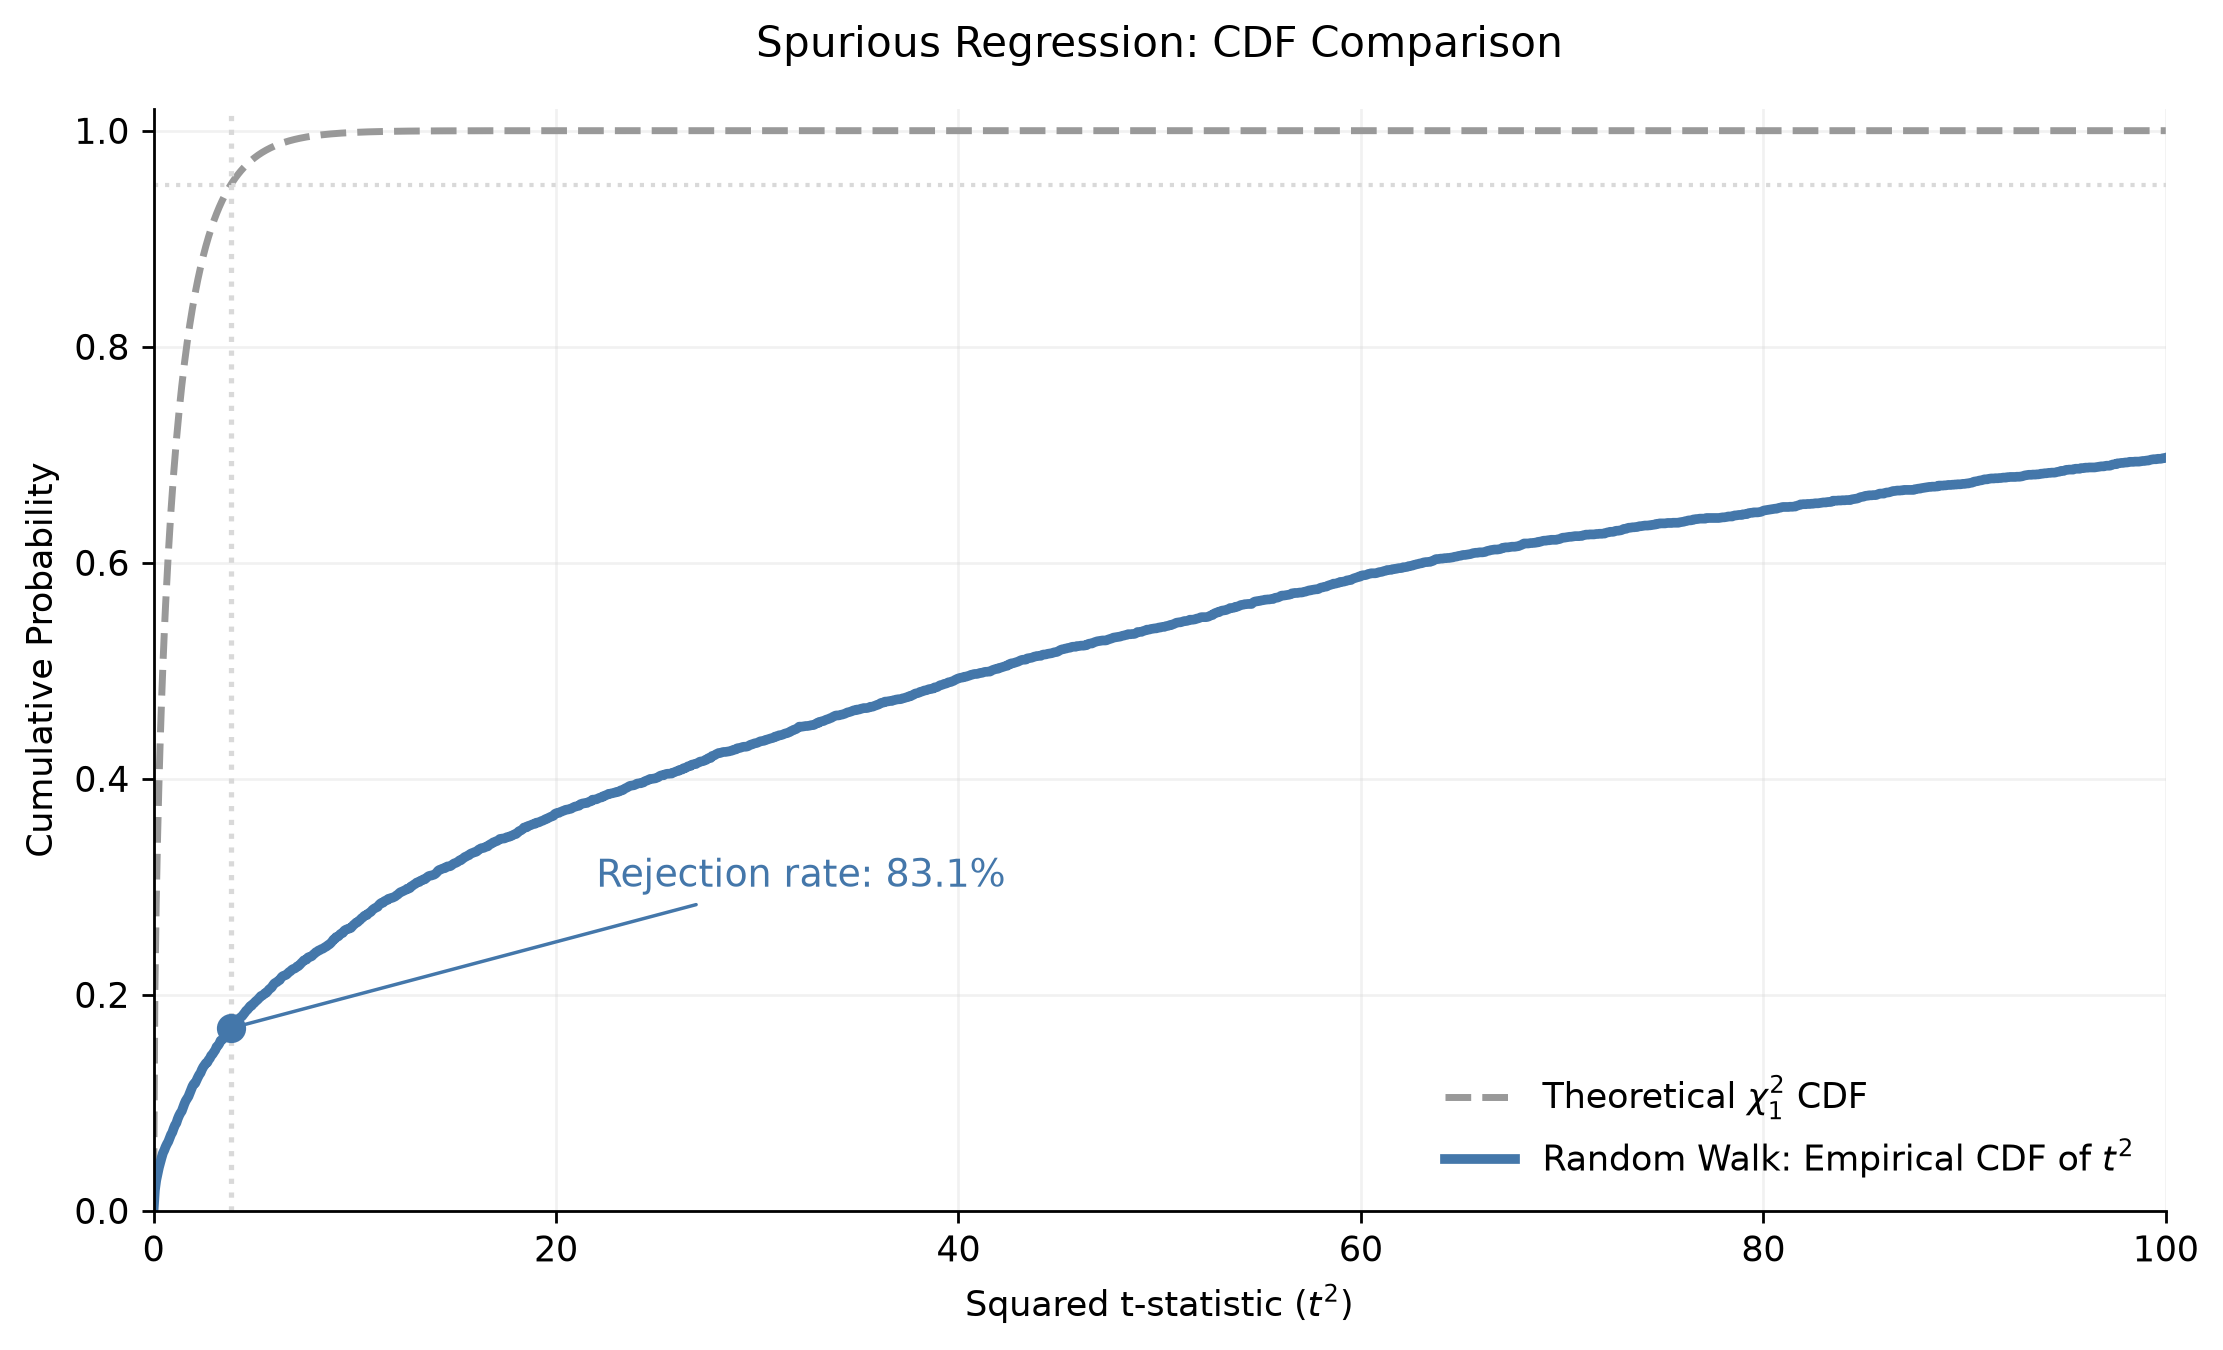 Spurious Regression: CDF Comparison
Cumulative Probability
1.0
0.8
0.6
0.4
0.2
0.0
Rejection rate: 83.1%
Theoretical χ₁² CDF
Random Walk: Empirical CDF of t²
0 20 40 60 80 100
Squared t-statistic (t²)